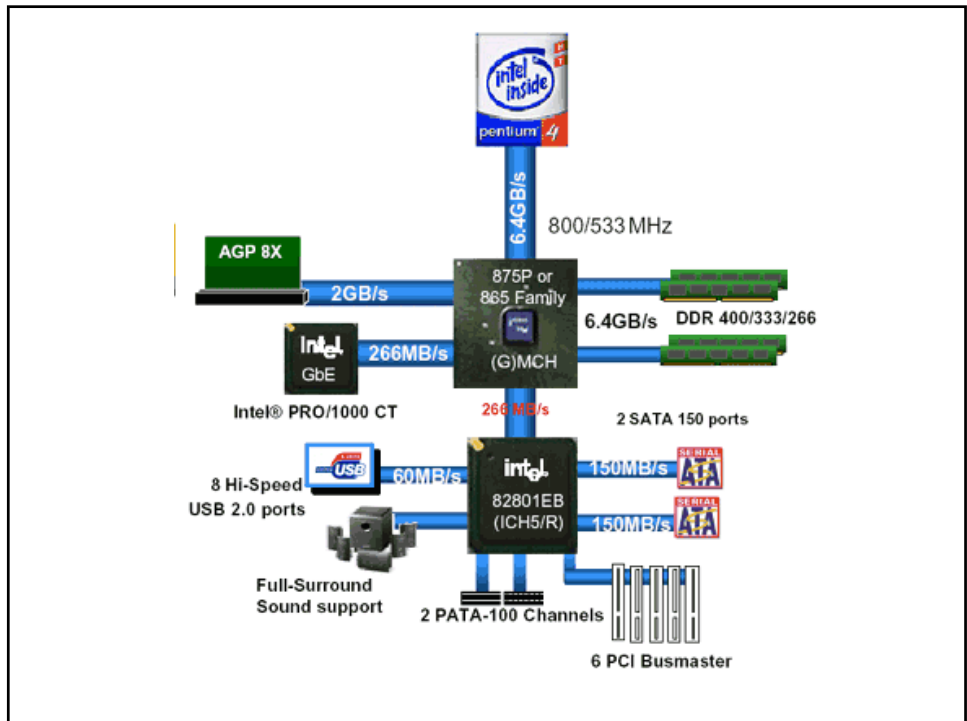 intel
inside
H
T
pentium 4
6.4GB/s
800/533 MHz
AGP 8X
2GB/s
875P or
865 Family
(G)MCH
6.4GB/s
DDR 400/333/266
intel
GbE
266MB/s
Intel® PRO/1000 CT
266 MB/s
2 SATA 150 ports
USB
60MB/s
8 Hi-Speed
USB 2.0 ports
intel
82801EB
(ICH5/R)
150MB/s
SERIAL
ATA
150MB/s
SERIAL
ATA
Full-Surround
Sound support
2 PATA-100 Channels
6 PCI Busmaster